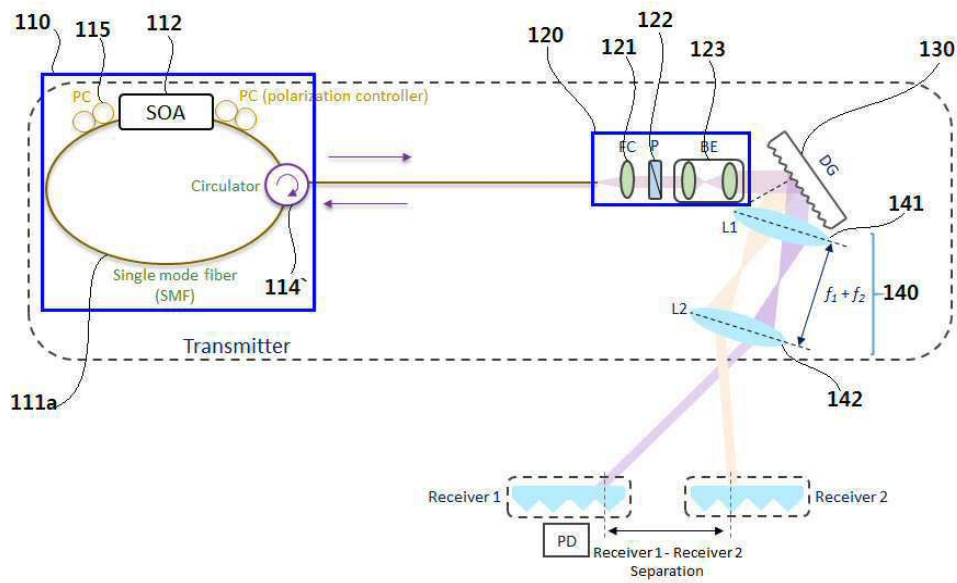 110
115
112
PC
PC (polarization controller)
SOA
Circulator
Single mode fiber
(SMF)
114`
111a
Transmitter
120
121
122
123
130
FC
P
BE
DG
L1
141
L2
f1 + f2
140
142
Receiver 1
Receiver 2
PD
Receiver 1 - Receiver 2
Separation